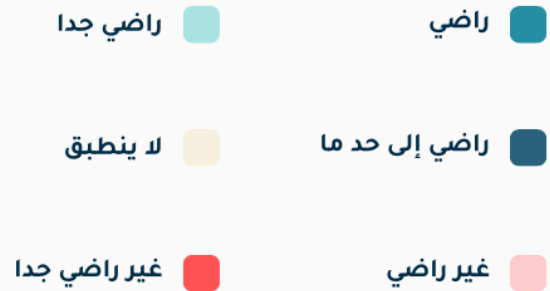 راضي
راضي جدا
راضي إلى حد ما
لا ينطبق
غير راضي
غير راضي جدا